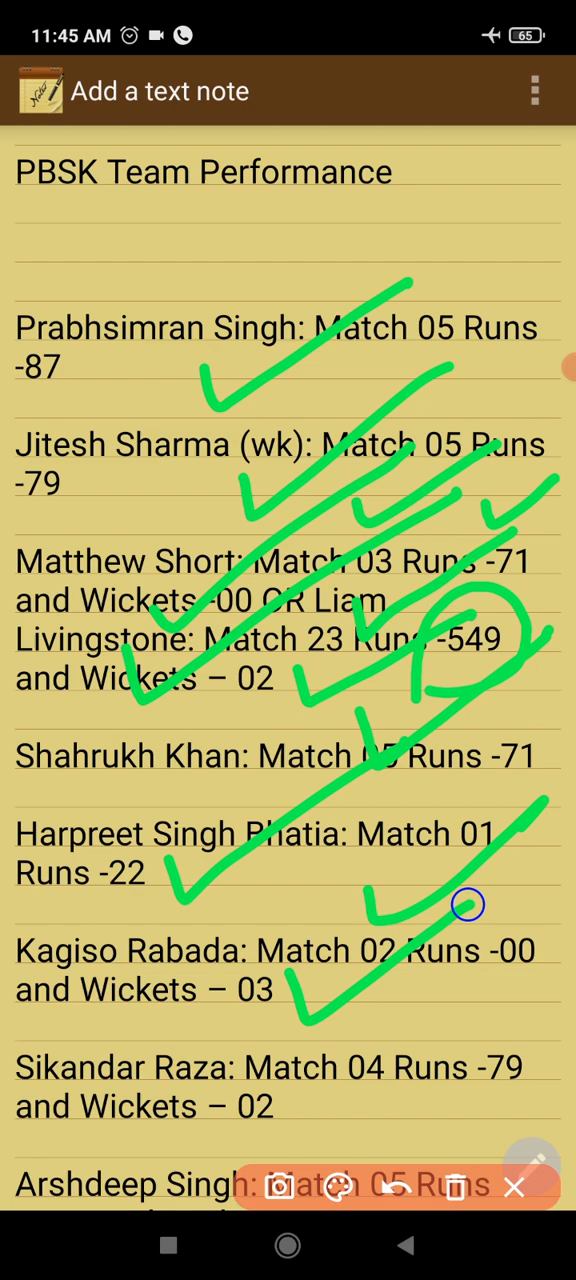 11:45 AM
65
Add a text note
PBSK Team Performance
Prabhsimran Singh: Match 05 Runs
-87
Jitesh Sharma (wk): Match 05 Runs
-79
Matthew Short: Match 03 Runs -71
and Wickets -00 OR Liam
Livingstone: Match 23 Runs -549
and Wickets – 02
Shahrukh Khan: Match 05 Runs -71
Harpreet Singh Bhatia: Match 01
Runs -22
Kagiso Rabada: Match 02 Runs -00
and Wickets – 03
Sikandar Raza: Match 04 Runs -79
and Wickets – 02
Arshdeep Singh: Match 05 Runs